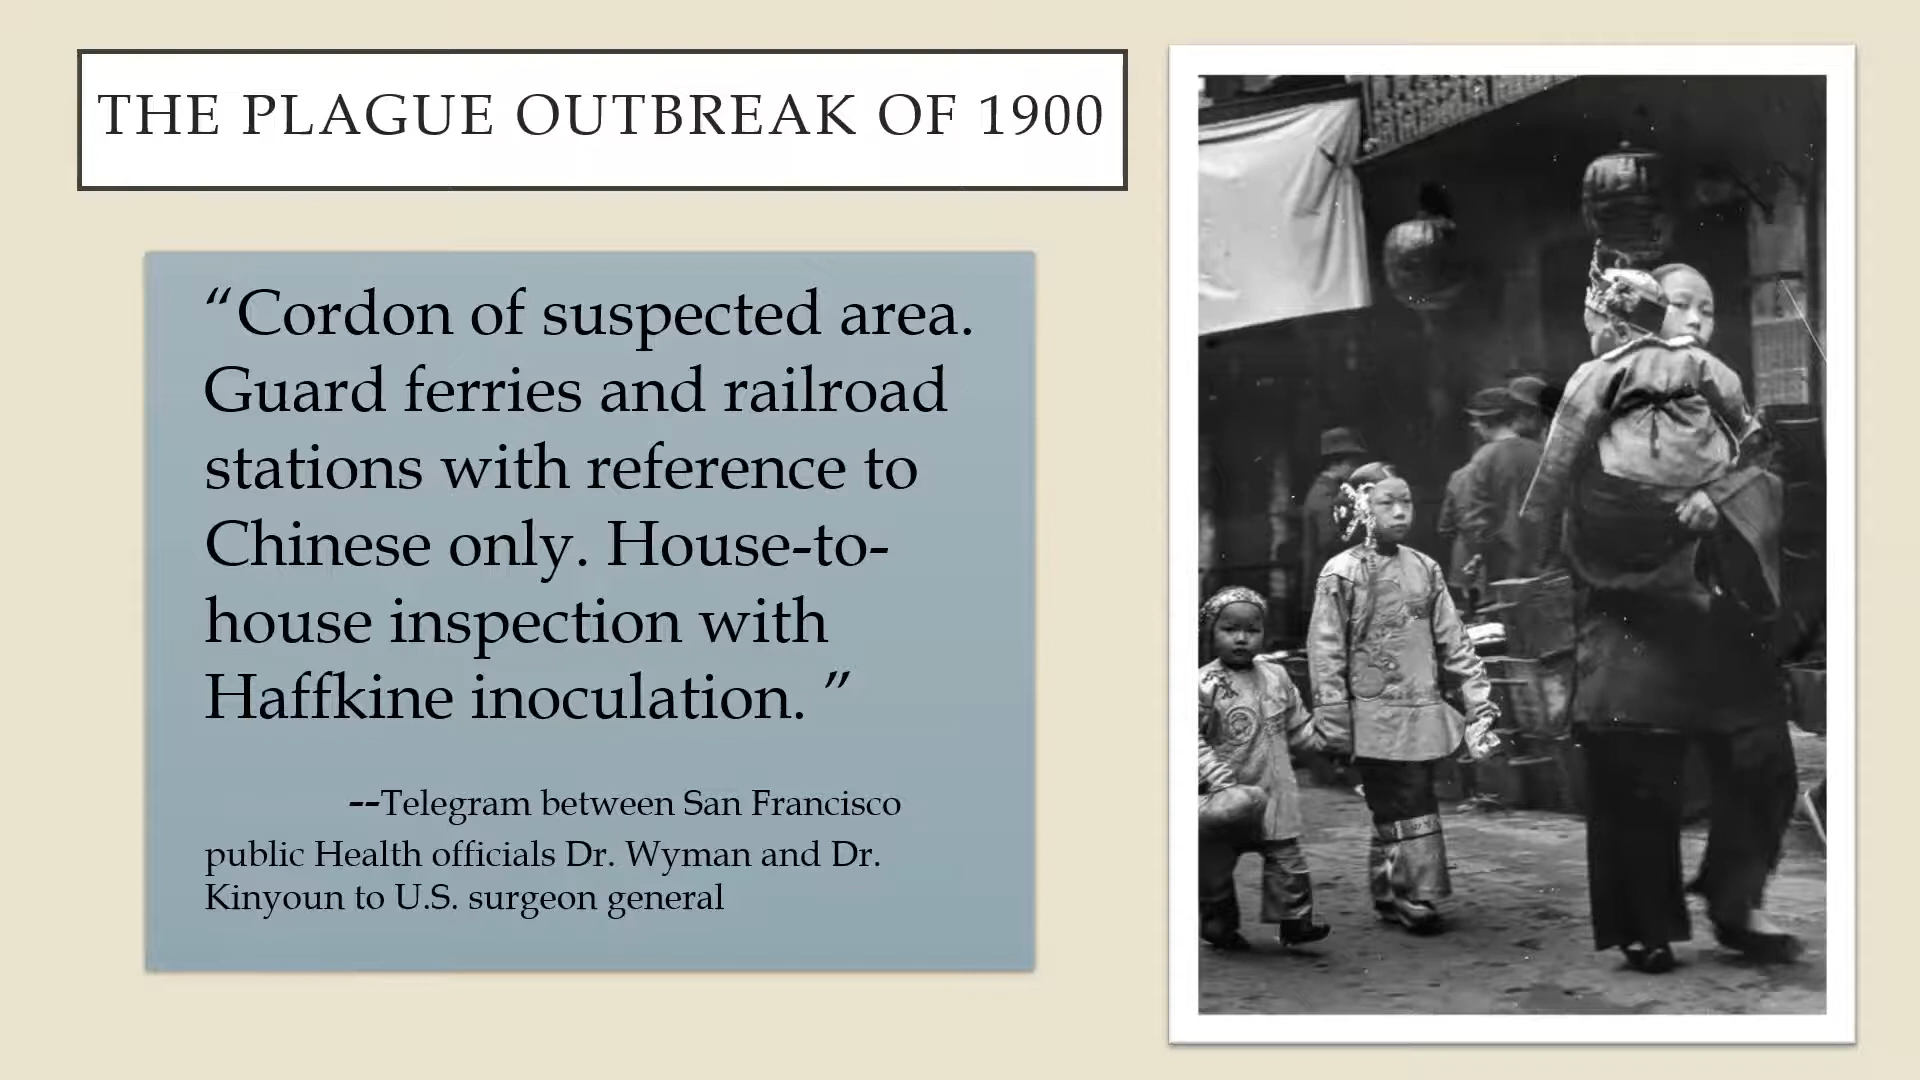 THE PLAGUE OUTBREAK OF 1900
“Cordon of suspected area.
Guard ferries and railroad
stations with reference to
Chinese only. House-to-
house inspection with
Haffkine inoculation. ”
--Telegram between San Francisco
public Health officials Dr. Wyman and Dr.
Kinyoun to U.S. surgeon general